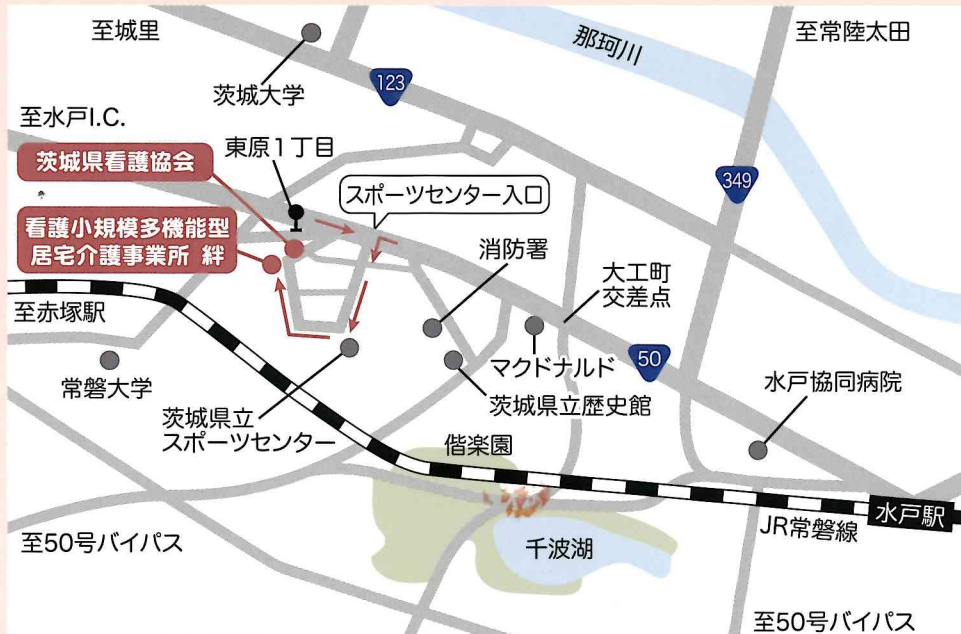 至城里
那珂川
至常陸太田
茨城大学
123
至水戸I.C.
東原1丁目
茨城県看護協会
スポーツセンター入口
349
看護小規模多機能型
居宅介護事業所 絆
消防署
大工町
交差点
至赤塚駅
マクドナルド
50
水戸協同病院
常磐大学
茨城県立歴史館
茨城県立
スポーツセンター
偕楽園
水戸駅
JR常磐線
至50号バイパス
千波湖
至50号バイパス